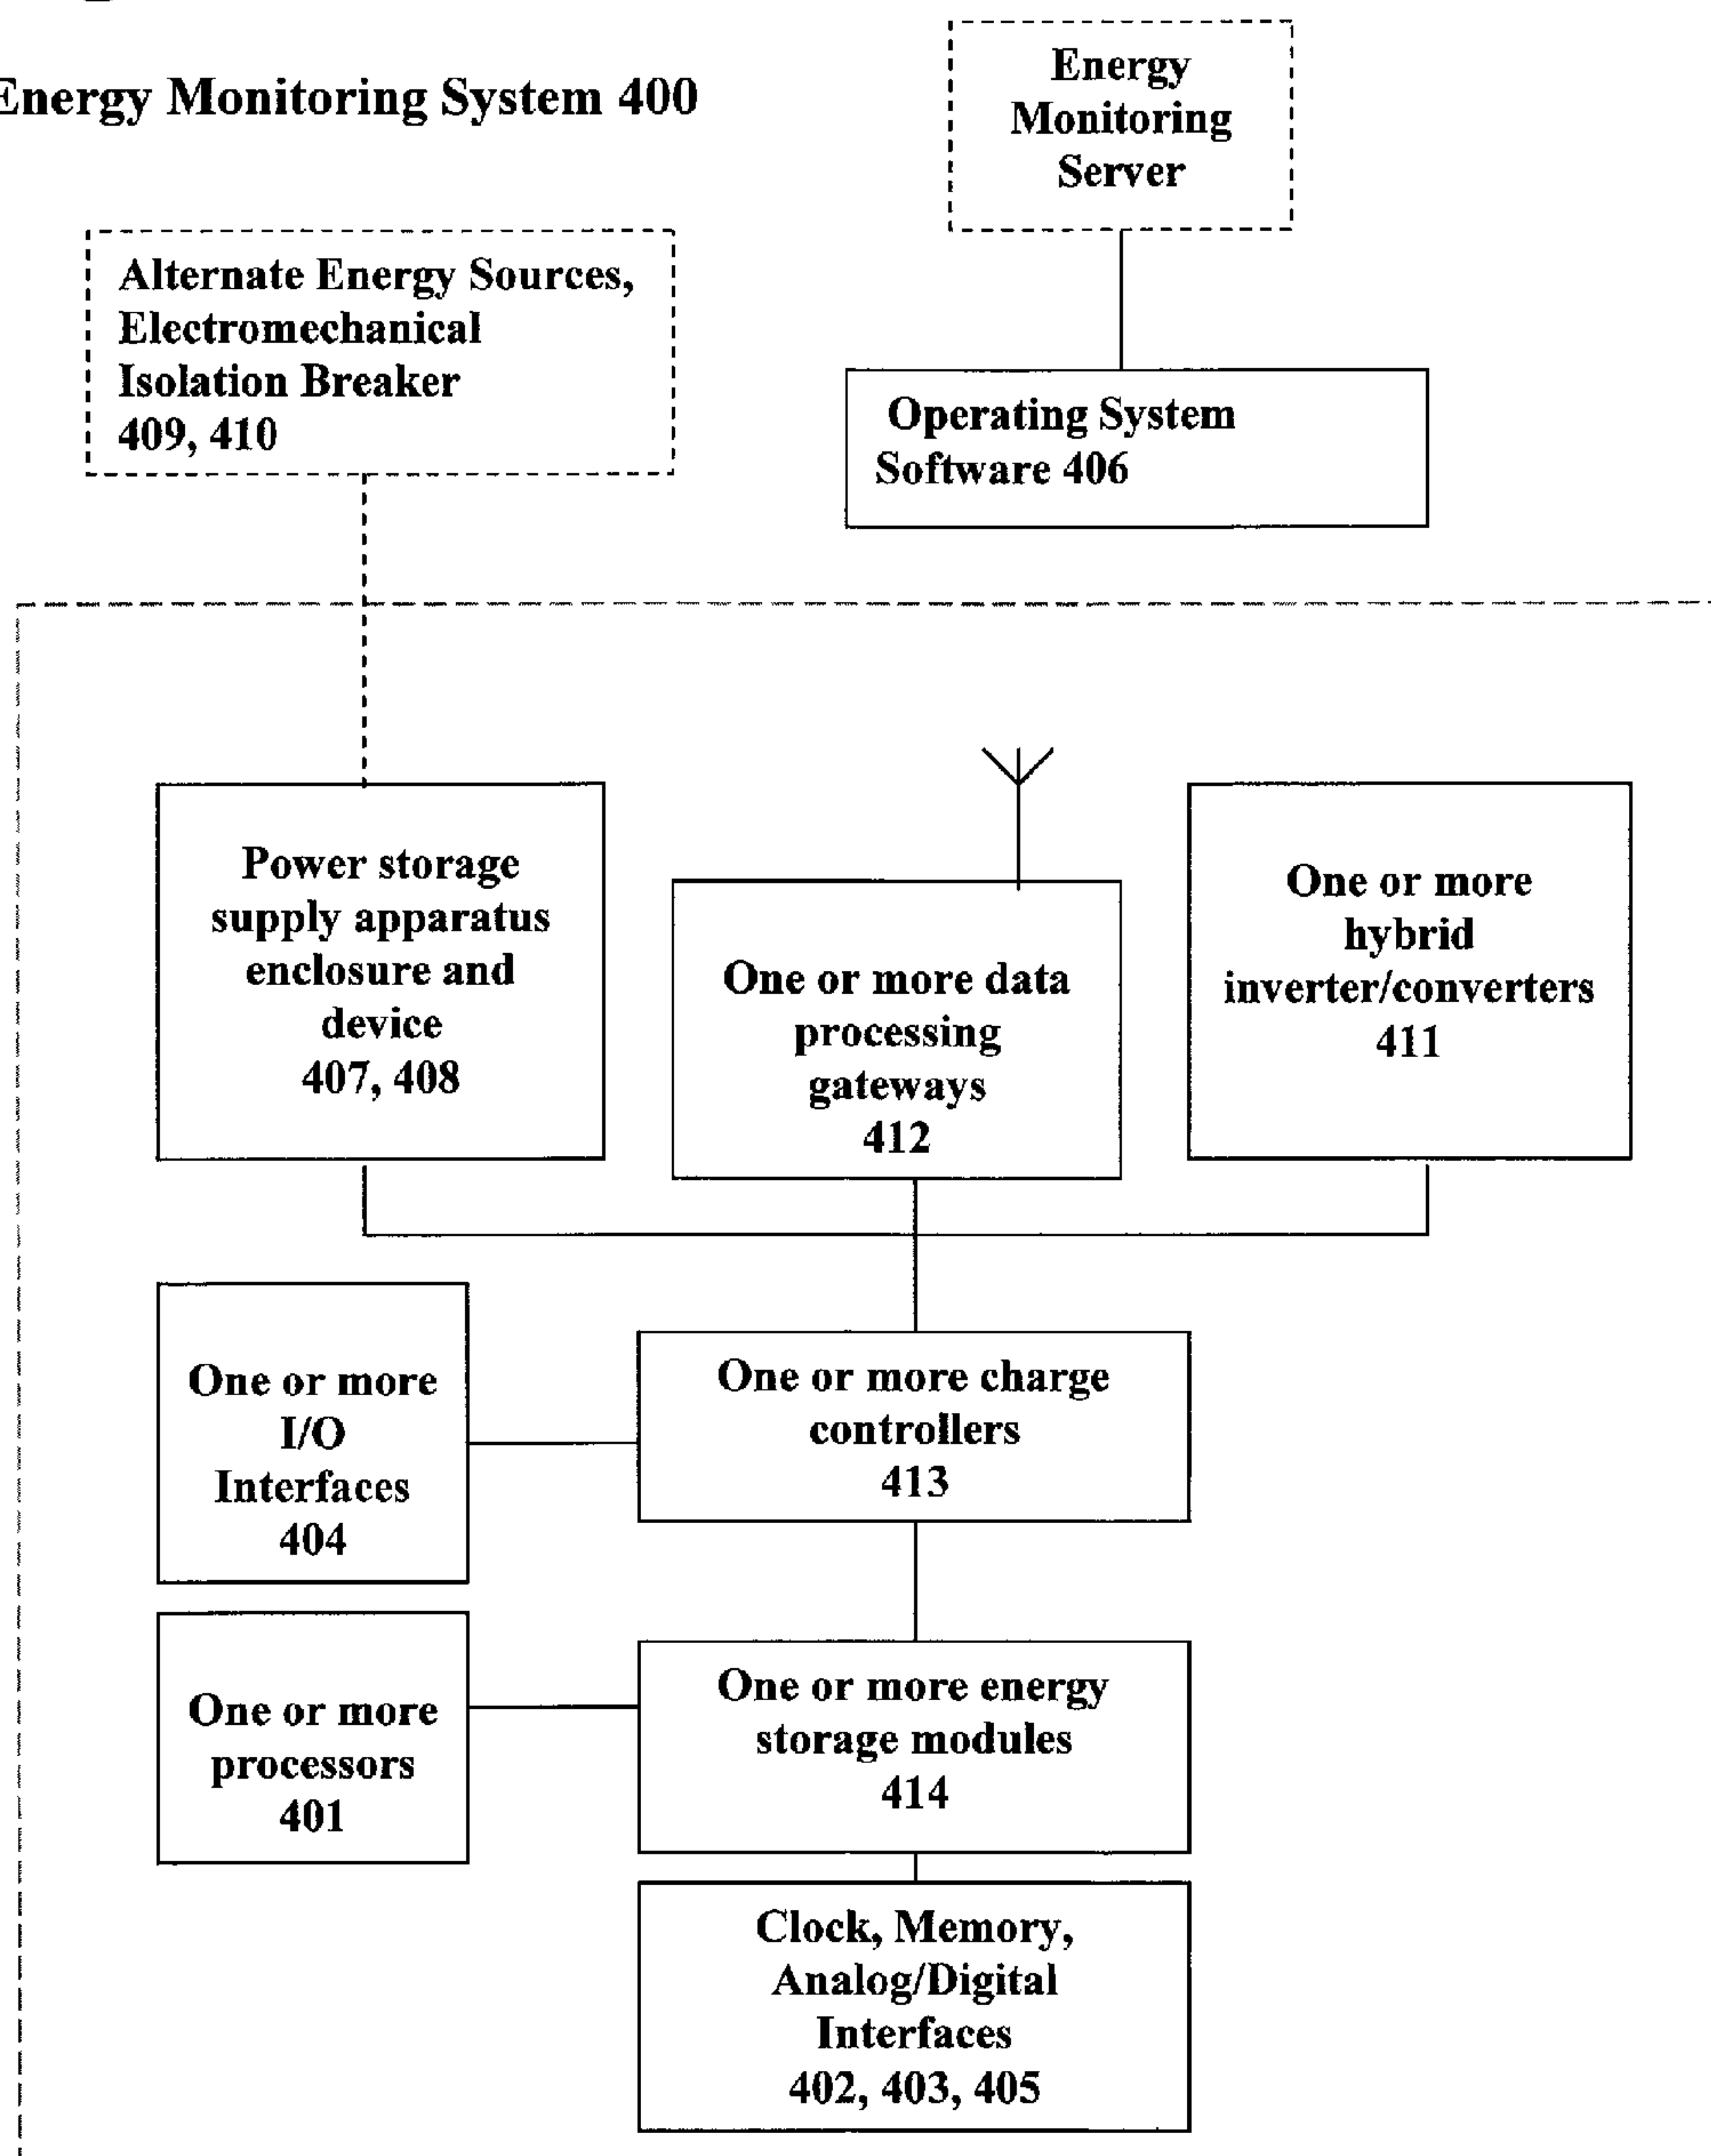 Energy Monitoring System 400
Energy
Monitoring
Server
Alternate Energy Sources,
Electromechanical
Isolation Breaker
409, 410
Operating System
Software 406
Power storage
supply apparatus
enclosure and
device
407, 408
One or more data
processing
gateways
412
One or more
hybrid
inverter/converters
411
One or more
I/O
Interfaces
404
One or more charge
controllers
413
One or more
processors
401
One or more energy
storage modules
414
Clock, Memory,
Analog/Digital
Interfaces
402, 403, 405